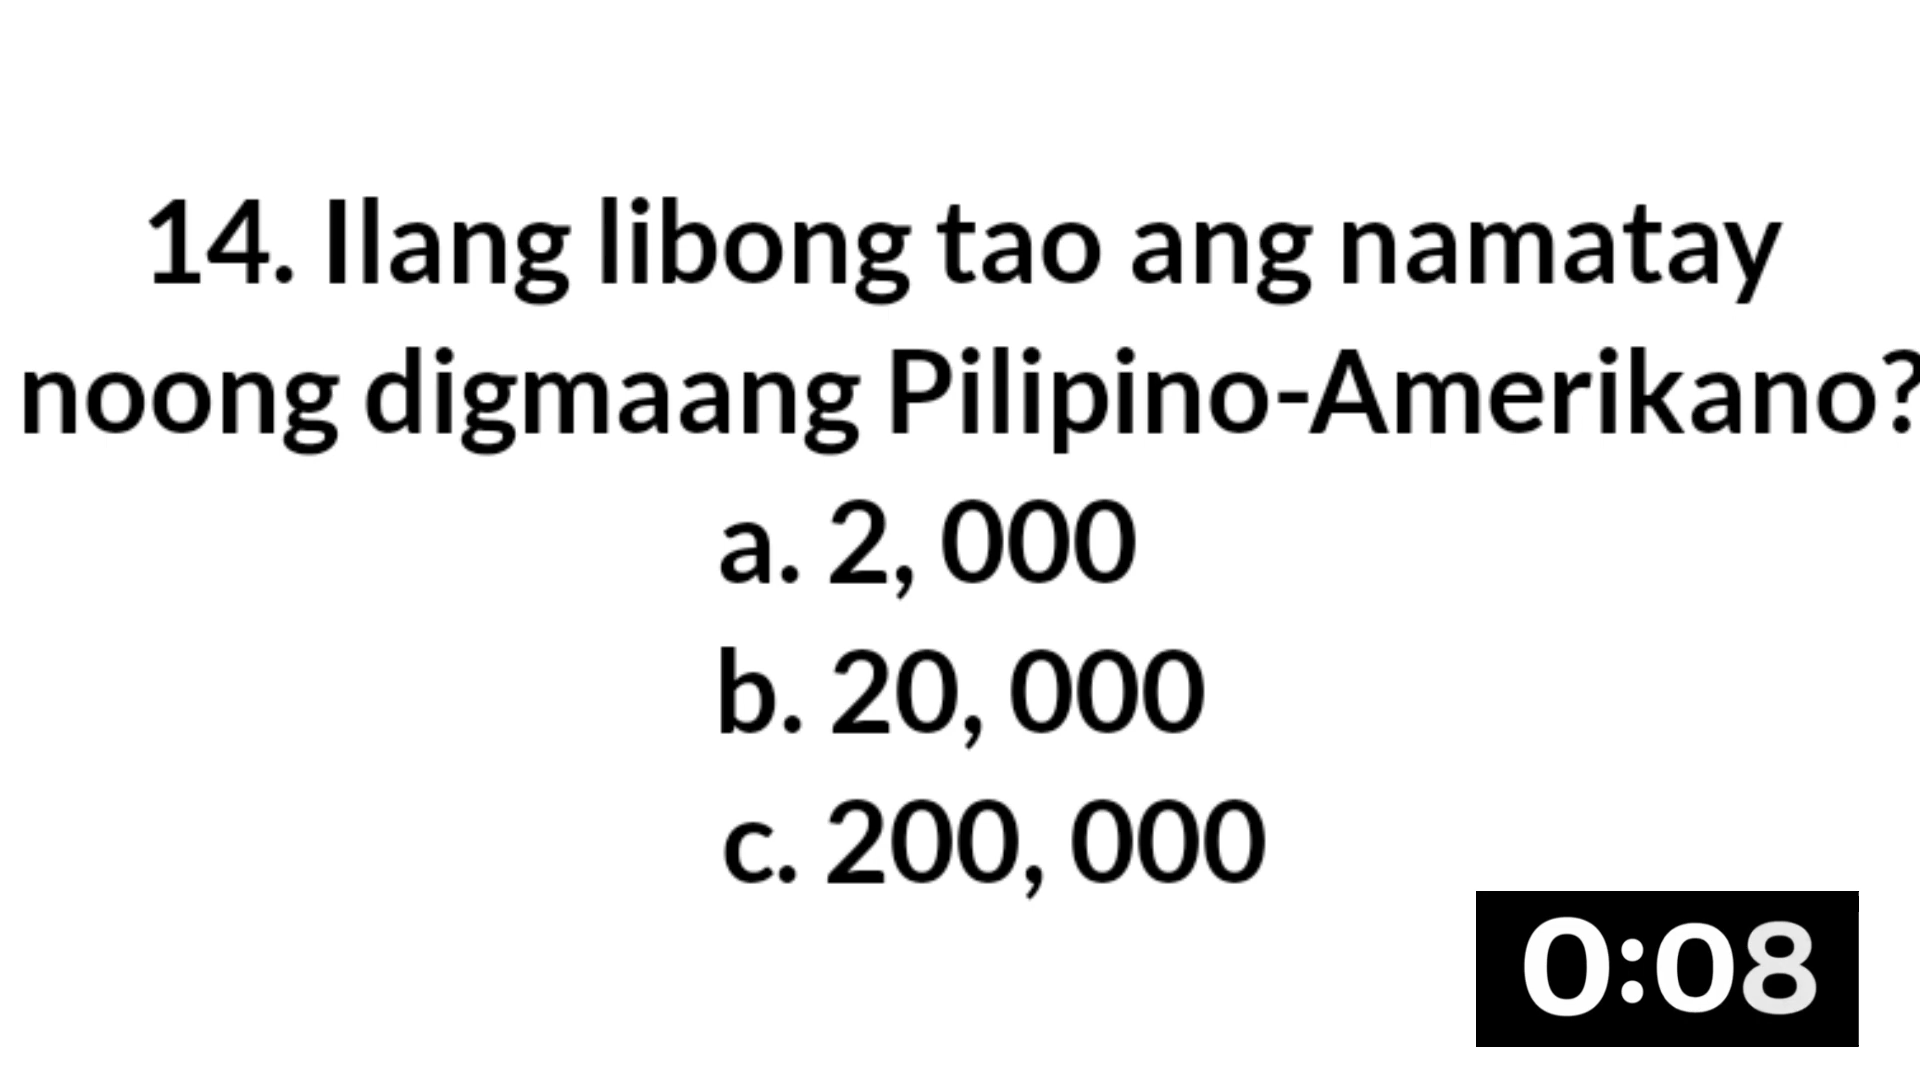 14. Ilang libong tao ang namatay
noong digmaang Pilipino-Amerikano?
a. 2, 000
b. 20, 000
c. 200, 000
0:08